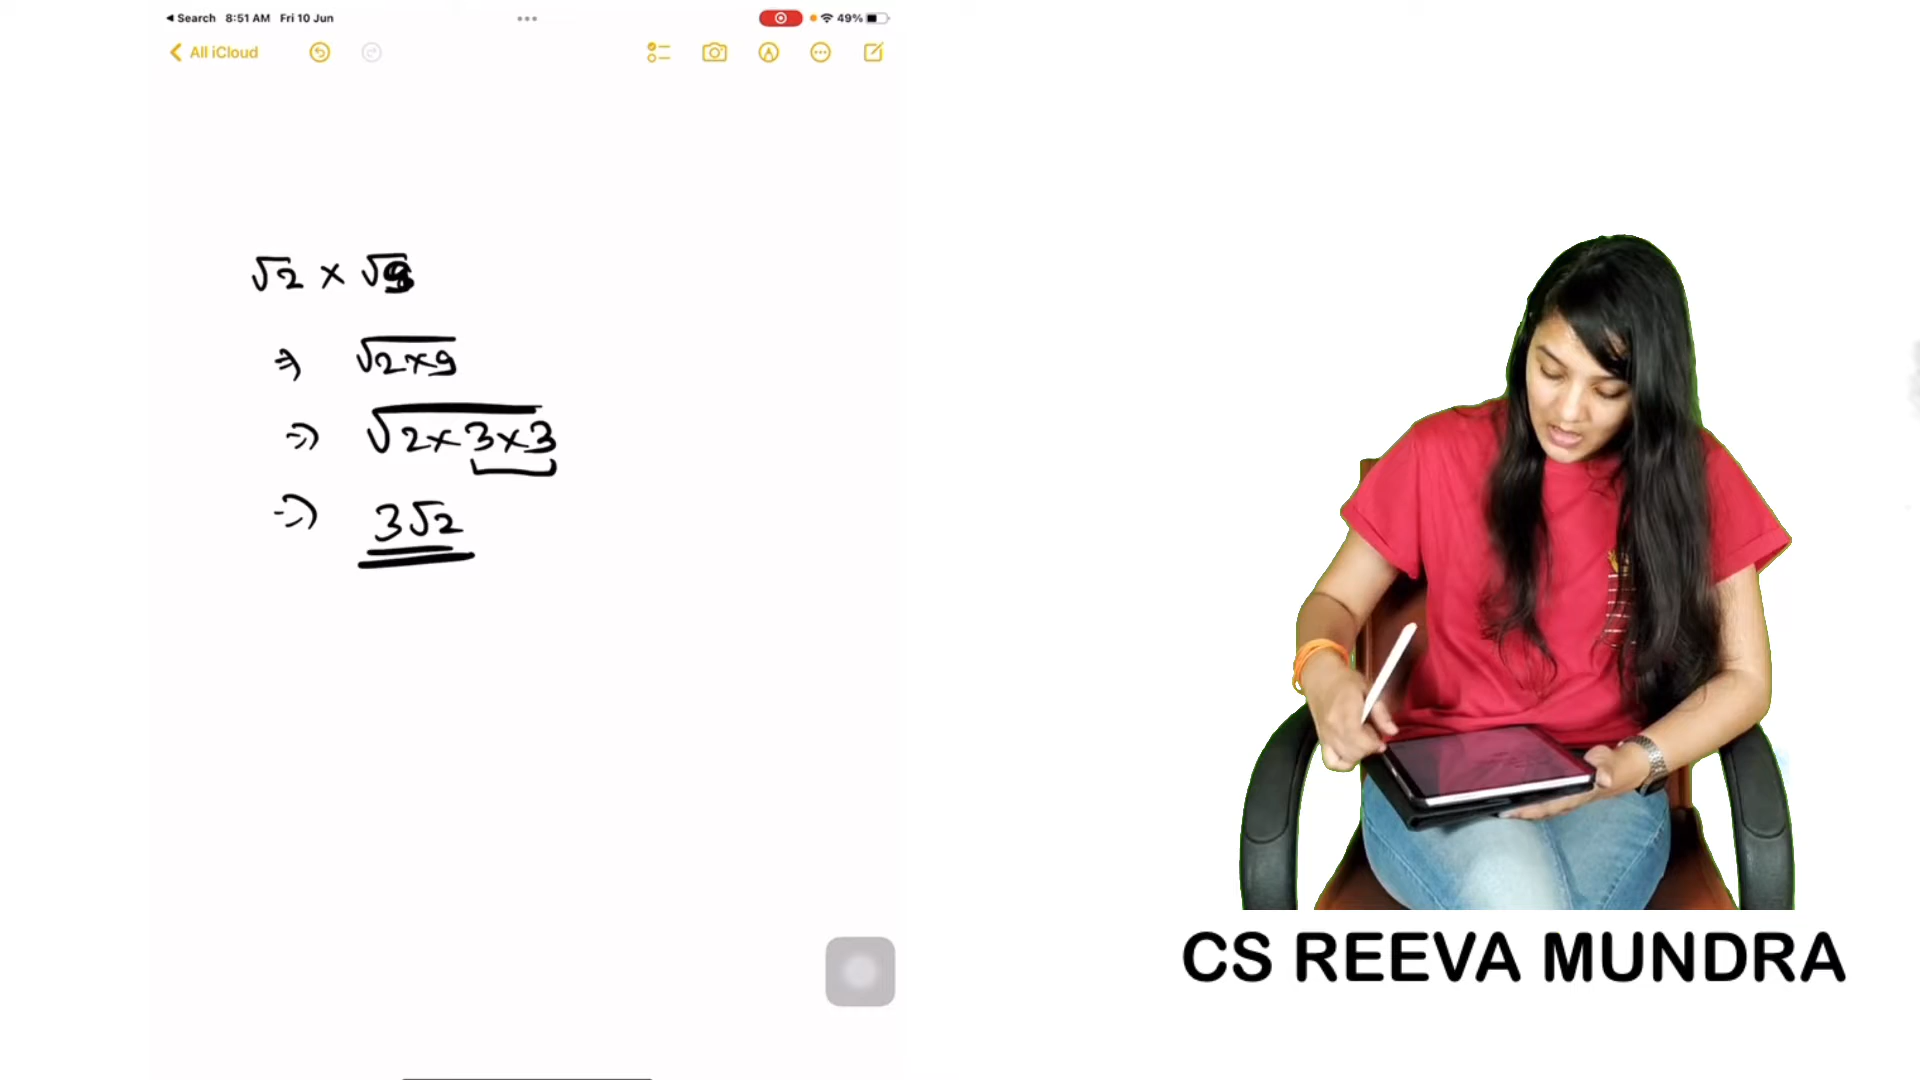 Search 8:51 AM Fri 10 Jun 49%
All iCloud
√2 × √9
⇒ √2×9
⇒ √2×3×3
⇒ 3√2
CS REEVA MUNDRA